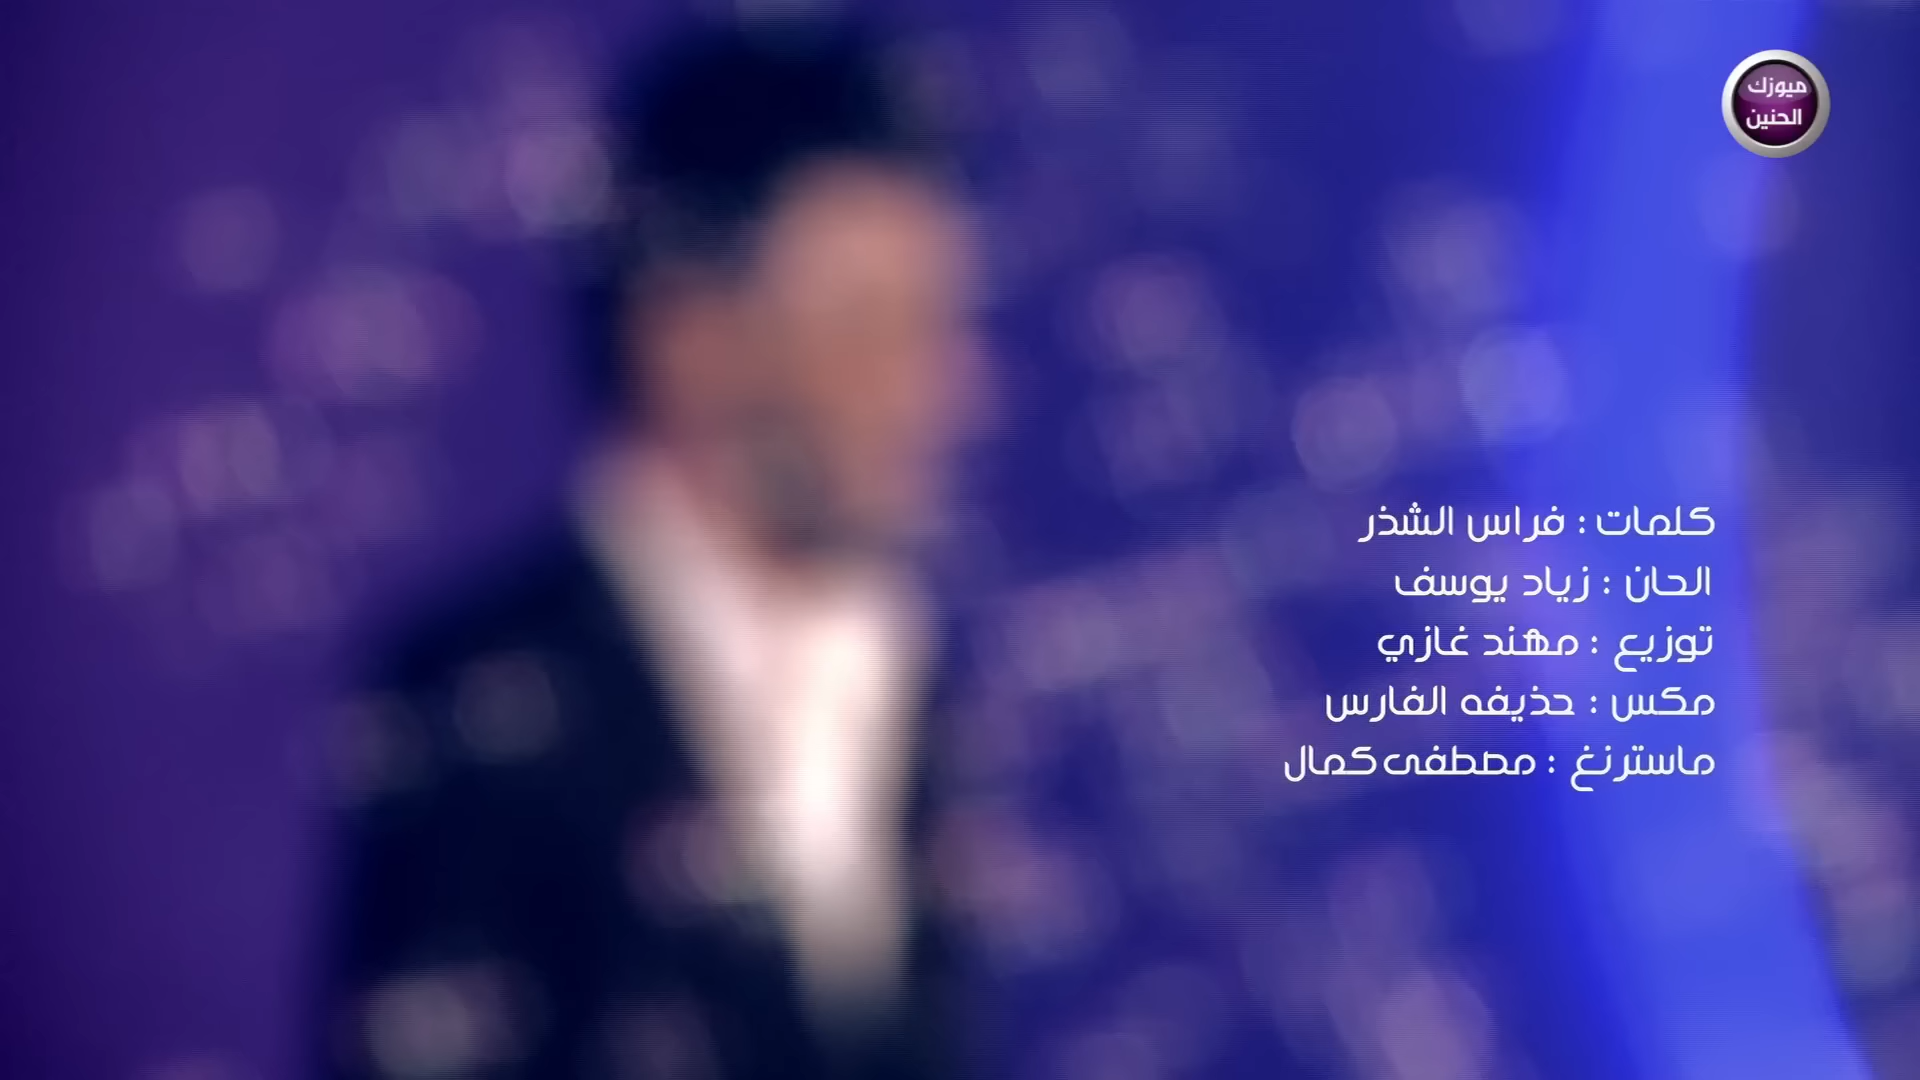 ميوزك
الحنين
كلمات : فراس الشذر
الحان : زياد يوسف
توزيع : مهند غازي
مكس : حذيفه الفارس
ماسترنغ : مصطفى كمال